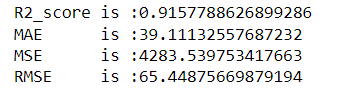 R2_score is :0.9157788626899286
MAE      is :39.11132557687232
MSE      is :4283.539753417663
RMSE     is :65.44875669879194